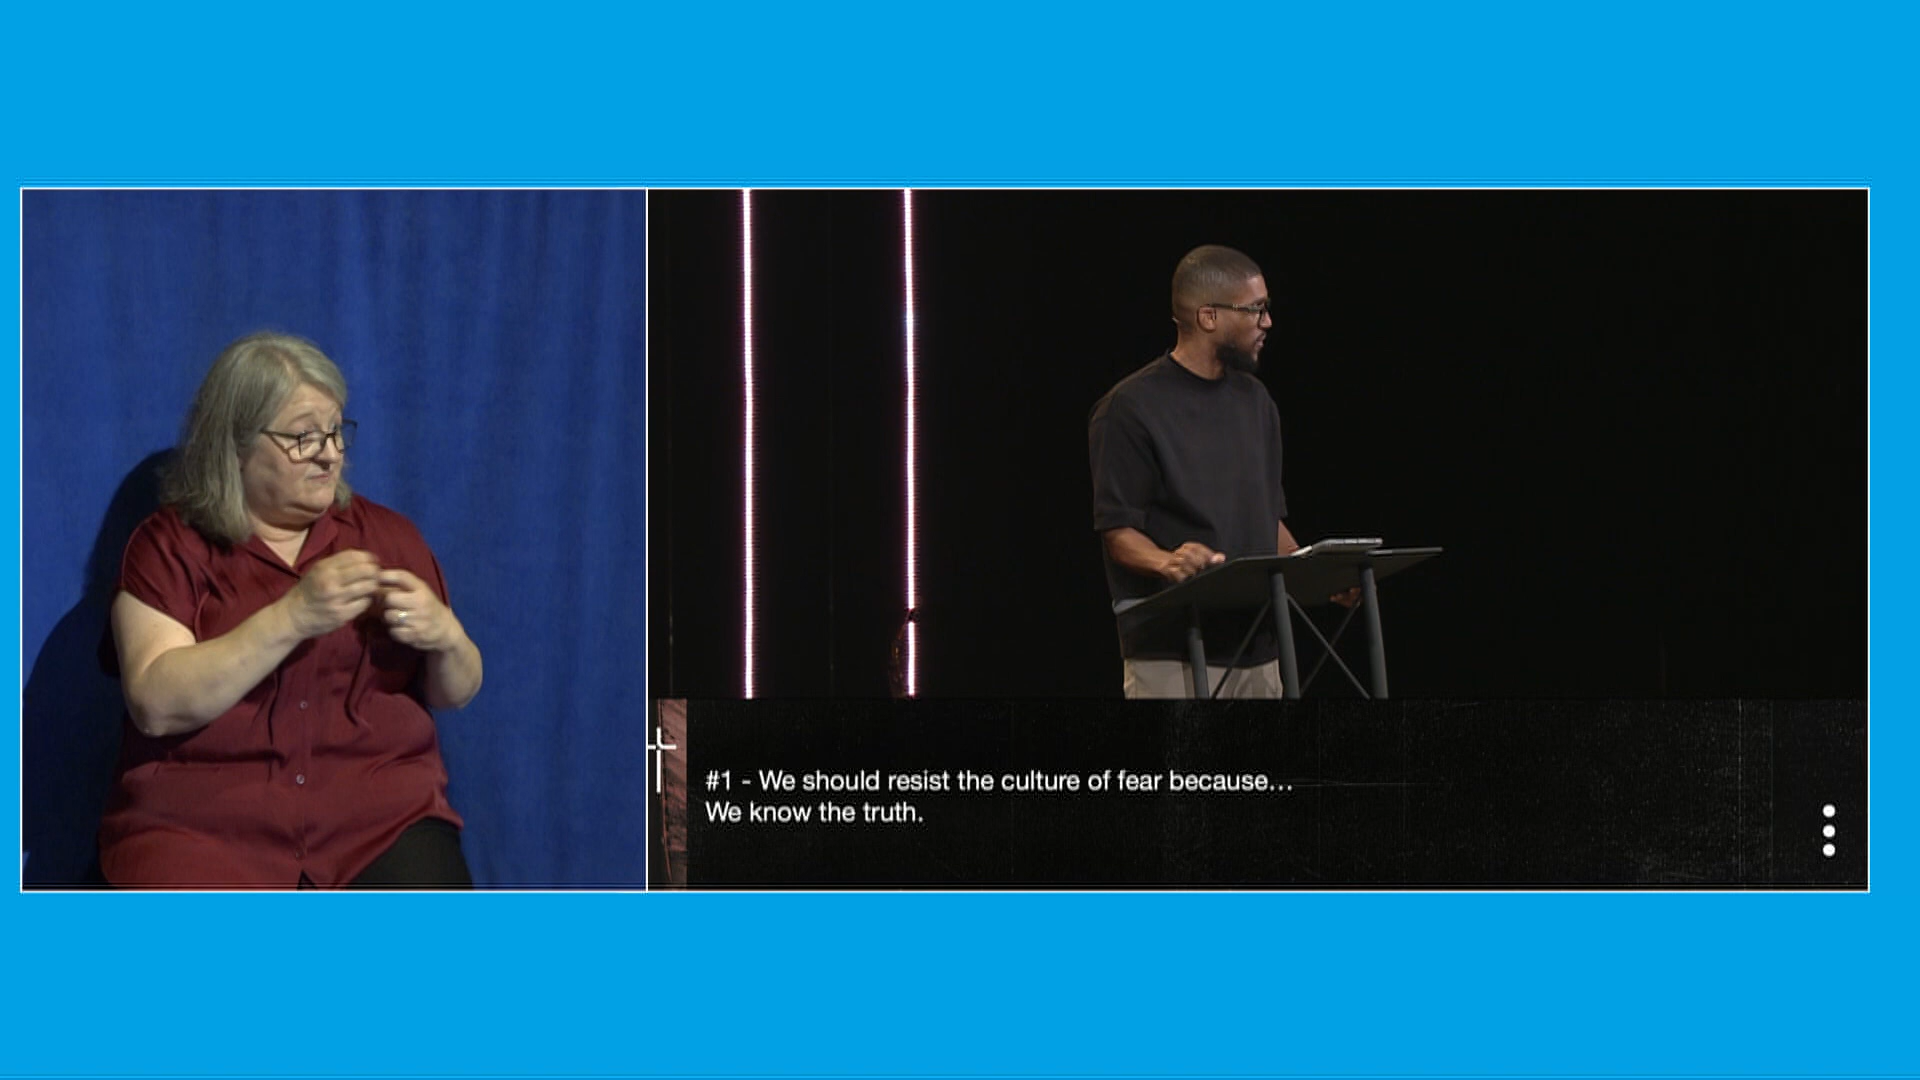 #1 - We should resist the culture of fear because…
We know the truth.